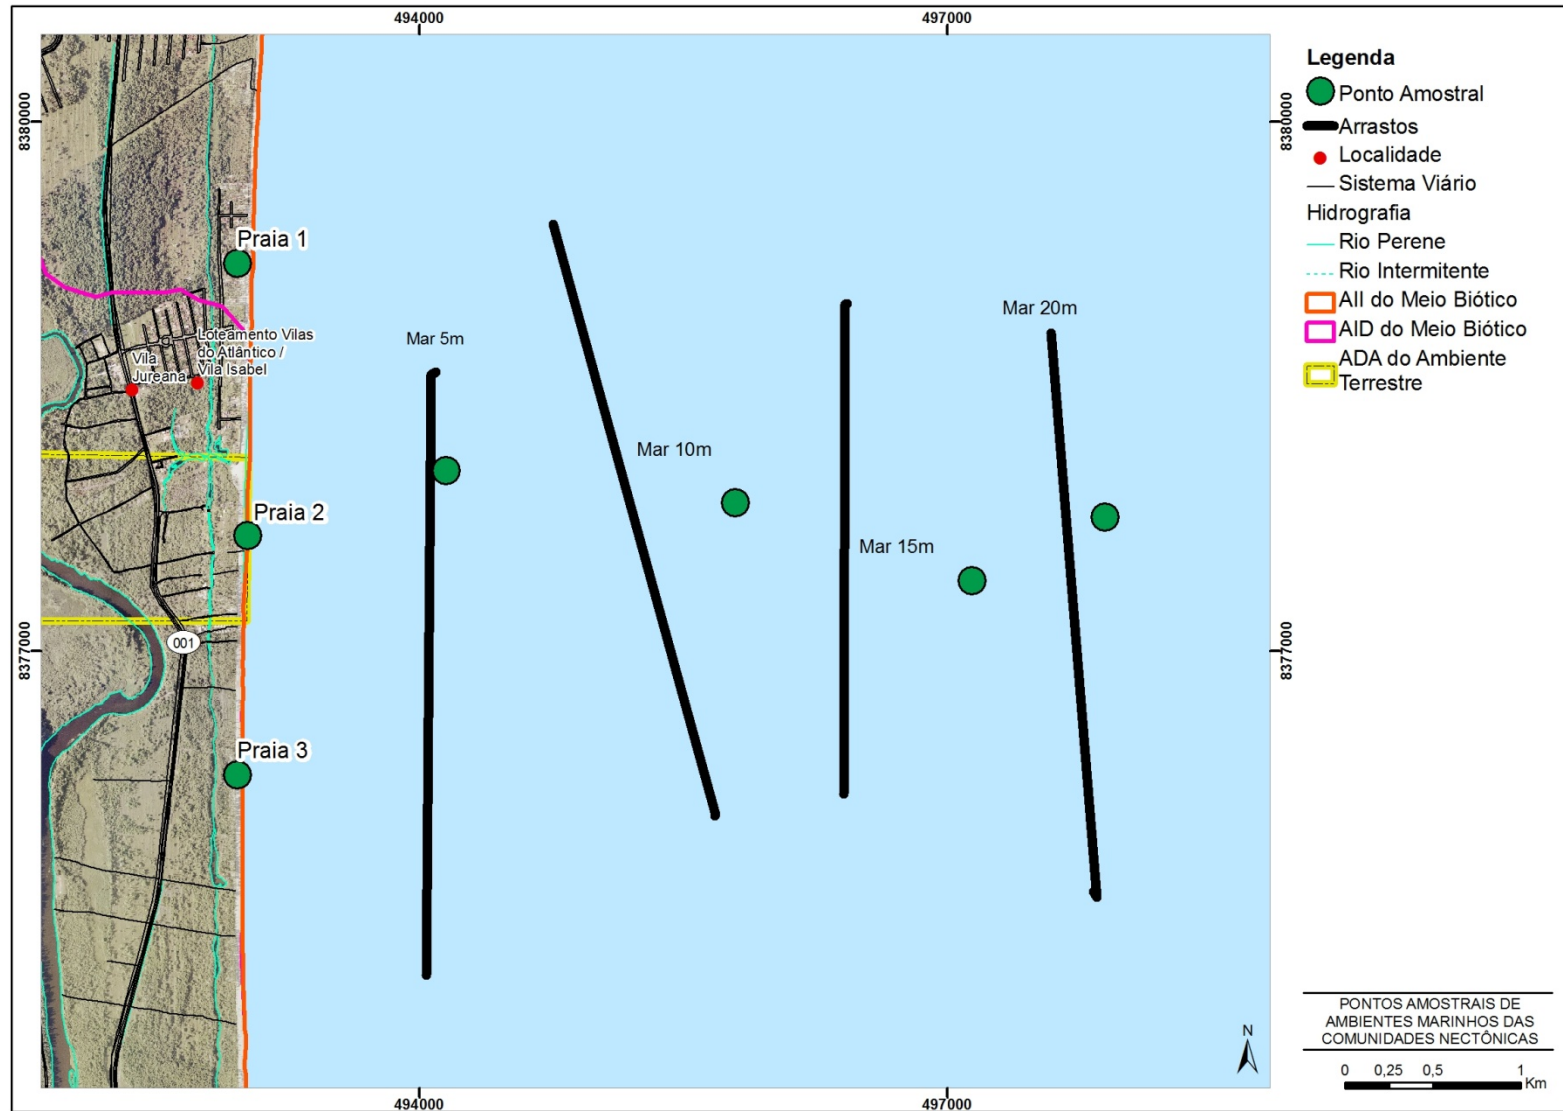 494000
497000
8380000
8380000
Praia 1
Loteamento Vilas
do Atlântico /
Vila Isabel
Vila
Jureana
Mar 5m
Mar 10m
Mar 20m
Praia 2
Mar 15m
001
8377000
8377000
Praia 3
N
494000
497000
Legenda
Ponto Amostral
Arrastos
Localidade
Sistema Viário
Hidrografia
Rio Perene
Rio Intermitente
AII do Meio Biótico
AID do Meio Biótico
ADA do Ambiente
Terrestre
PONTOS AMOSTRAIS DE
AMBIENTES MARINHOS DAS
COMUNIDADES NECTÔNICAS
0 0,25 0,5 1
Km